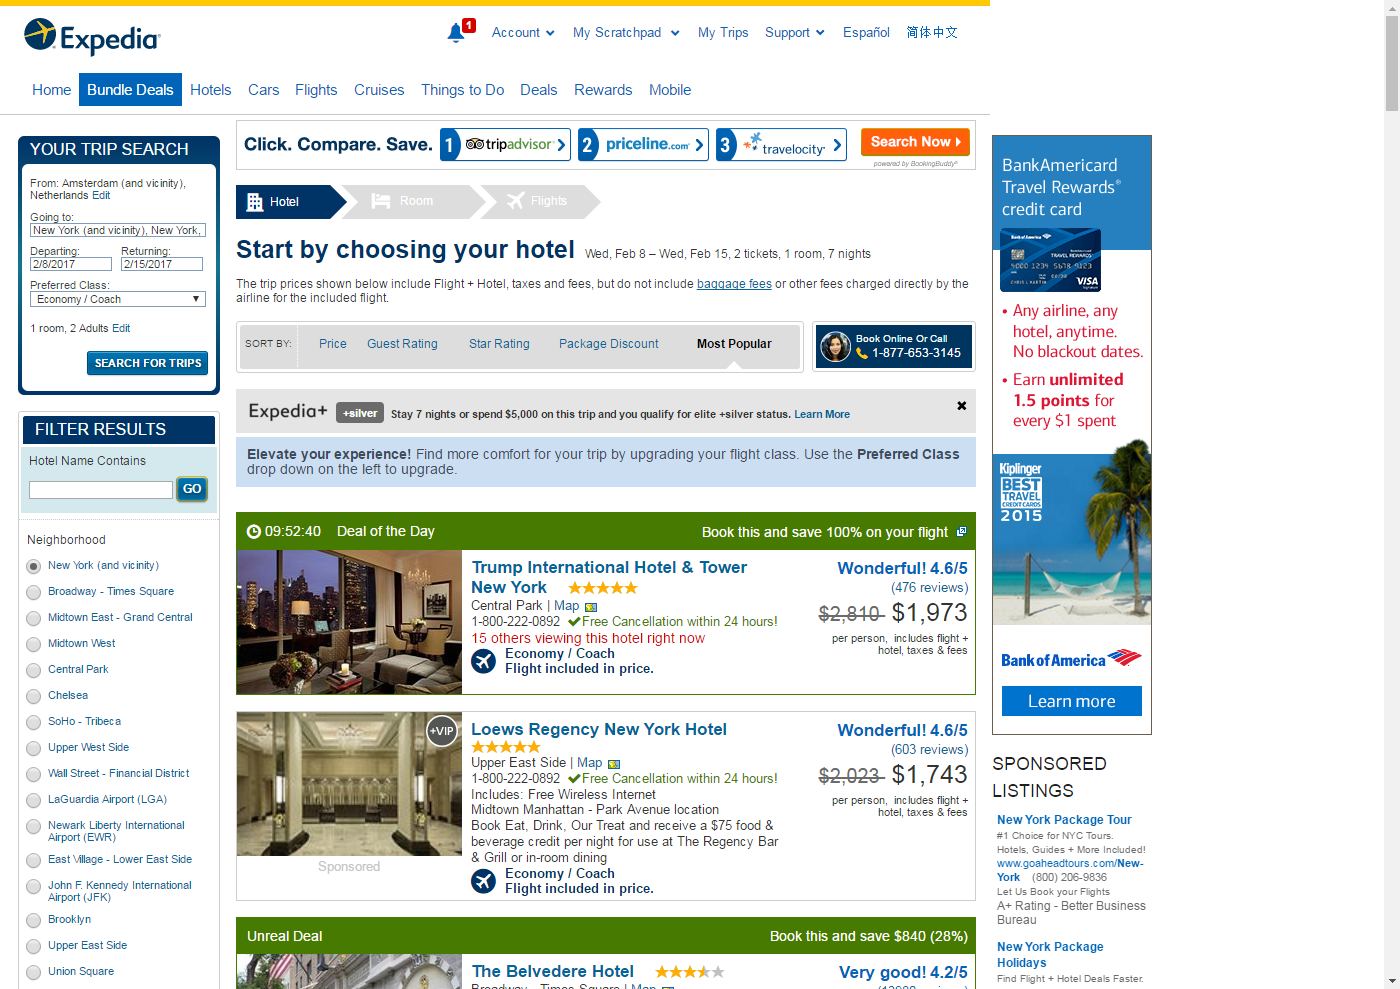 Expedia
1
Account
My Scratchpad
My Trips
Support
Español
简体中文
Home
Bundle Deals
Hotels
Cars
Flights
Cruises
Things to Do
Deals
Rewards
Mobile
YOUR TRIP SEARCH
From: Amsterdam (and vicinity),
Netherlands Edit
Going to:
New York (and vicinity), New York,
Departing:
Returning:
2/8/2017
2/15/2017
Preferred Class:
Economy / Coach
1 room, 2 Adults Edit
SEARCH FOR TRIPS
FILTER RESULTS
Hotel Name Contains
GO
Neighborhood
New York (and vicinity)
Broadway - Times Square
Midtown East - Grand Central
Midtown West
Central Park
Chelsea
SoHo - Tribeca
Upper West Side
Wall Street - Financial District
LaGuardia Airport (LGA)
Newark Liberty International
Airport (EWR)
East Village - Lower East Side
John F. Kennedy International
Airport (JFK)
Brooklyn
Upper East Side
Union Square
Click. Compare. Save.
1 tripadvisor
2 priceline.com
3 travelocity
Search Now
powered by BookingBuddy
Hotel
Room
Flights
Start by choosing your hotel
Wed, Feb 8 – Wed, Feb 15, 2 tickets, 1 room, 7 nights
The trip prices shown below include Flight + Hotel, taxes and fees, but do not include baggage fees or other fees charged directly by the
airline for the included flight.
SORT BY:
Price
Guest Rating
Star Rating
Package Discount
Most Popular
Book Online Or Call
1-877-653-3145
Expedia+
+silver
Stay 7 nights or spend $5,000 on this trip and you qualify for elite +silver status. Learn More
Elevate your experience! Find more comfort for your trip by upgrading your flight class. Use the Preferred Class
drop down on the left to upgrade.
09:52:40
Deal of the Day
Book this and save 100% on your flight
Trump International Hotel & Tower
New York
Central Park | Map
1-800-222-0892 Free Cancellation within 24 hours!
15 others viewing this hotel right now
Economy / Coach
Flight included in price.
Wonderful! 4.6/5
(476 reviews)
$2,810 $1,973
per person, includes flight +
hotel, taxes & fees
+VIP
Sponsored
Loews Regency New York Hotel
Upper East Side | Map
1-800-222-0892 Free Cancellation within 24 hours!
Includes: Free Wireless Internet
Midtown Manhattan - Park Avenue location
Book Eat, Drink, Our Treat and receive a $75 food &
beverage credit per night for use at The Regency Bar
& Grill or in-room dining
Economy / Coach
Flight included in price.
Wonderful! 4.6/5
(603 reviews)
$2,023 $1,743
per person, includes flight +
hotel, taxes & fees
Unreal Deal
Book this and save $840 (28%)
The Belvedere Hotel
Broadway - Times Square | Map
Very good! 4.2/5
BankAmericard
Travel Rewards®
credit card
Bank of America
TRAVEL REWARDS
4000 1234 5678 9123
CHRIS L MARTIN
VISA
• Any airline, any
hotel, anytime.
No blackout dates.
• Earn unlimited
1.5 points for
every $1 spent
Kiplinger
BEST
TRAVEL
CREDIT CARDS
2015
Bank of America
Learn more
SPONSORED
LISTINGS
New York Package Tour
#1 Choice for NYC Tours.
Hotels, Guides + More Included!
www.goaheadtours.com/New-
York (800) 206-9836
Let Us Book your Flights
A+ Rating - Better Business
Bureau
New York Package
Holidays
Find Flight + Hotel Deals Faster.